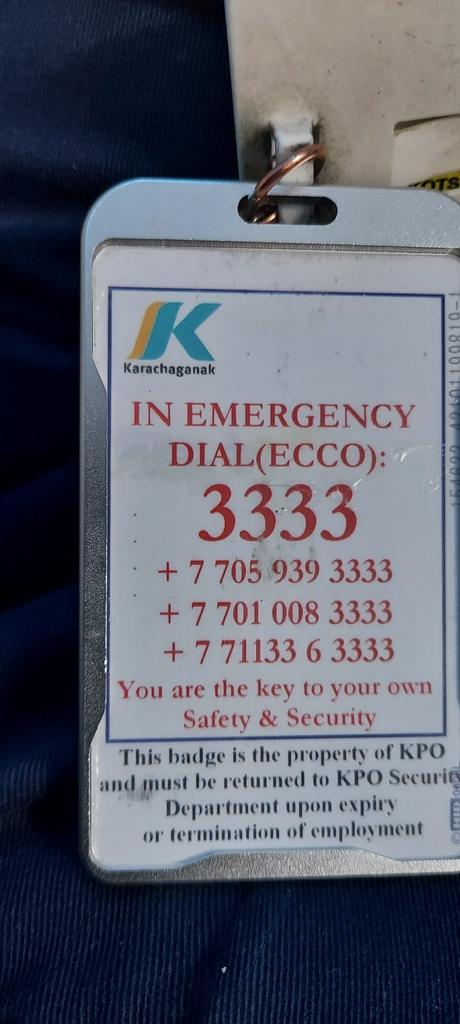 OTS
Karachaganak
IN EMERGENCY
DIAL(ECCO):
3333
+ 7 705 939 3333
+ 7 701 008 3333
+ 7 71133 6 3333
You are the key to your own
Safety & Security
This badge is the property of KPO
and must be returned to KPO Security
Department upon expiry
or termination of employment
HID